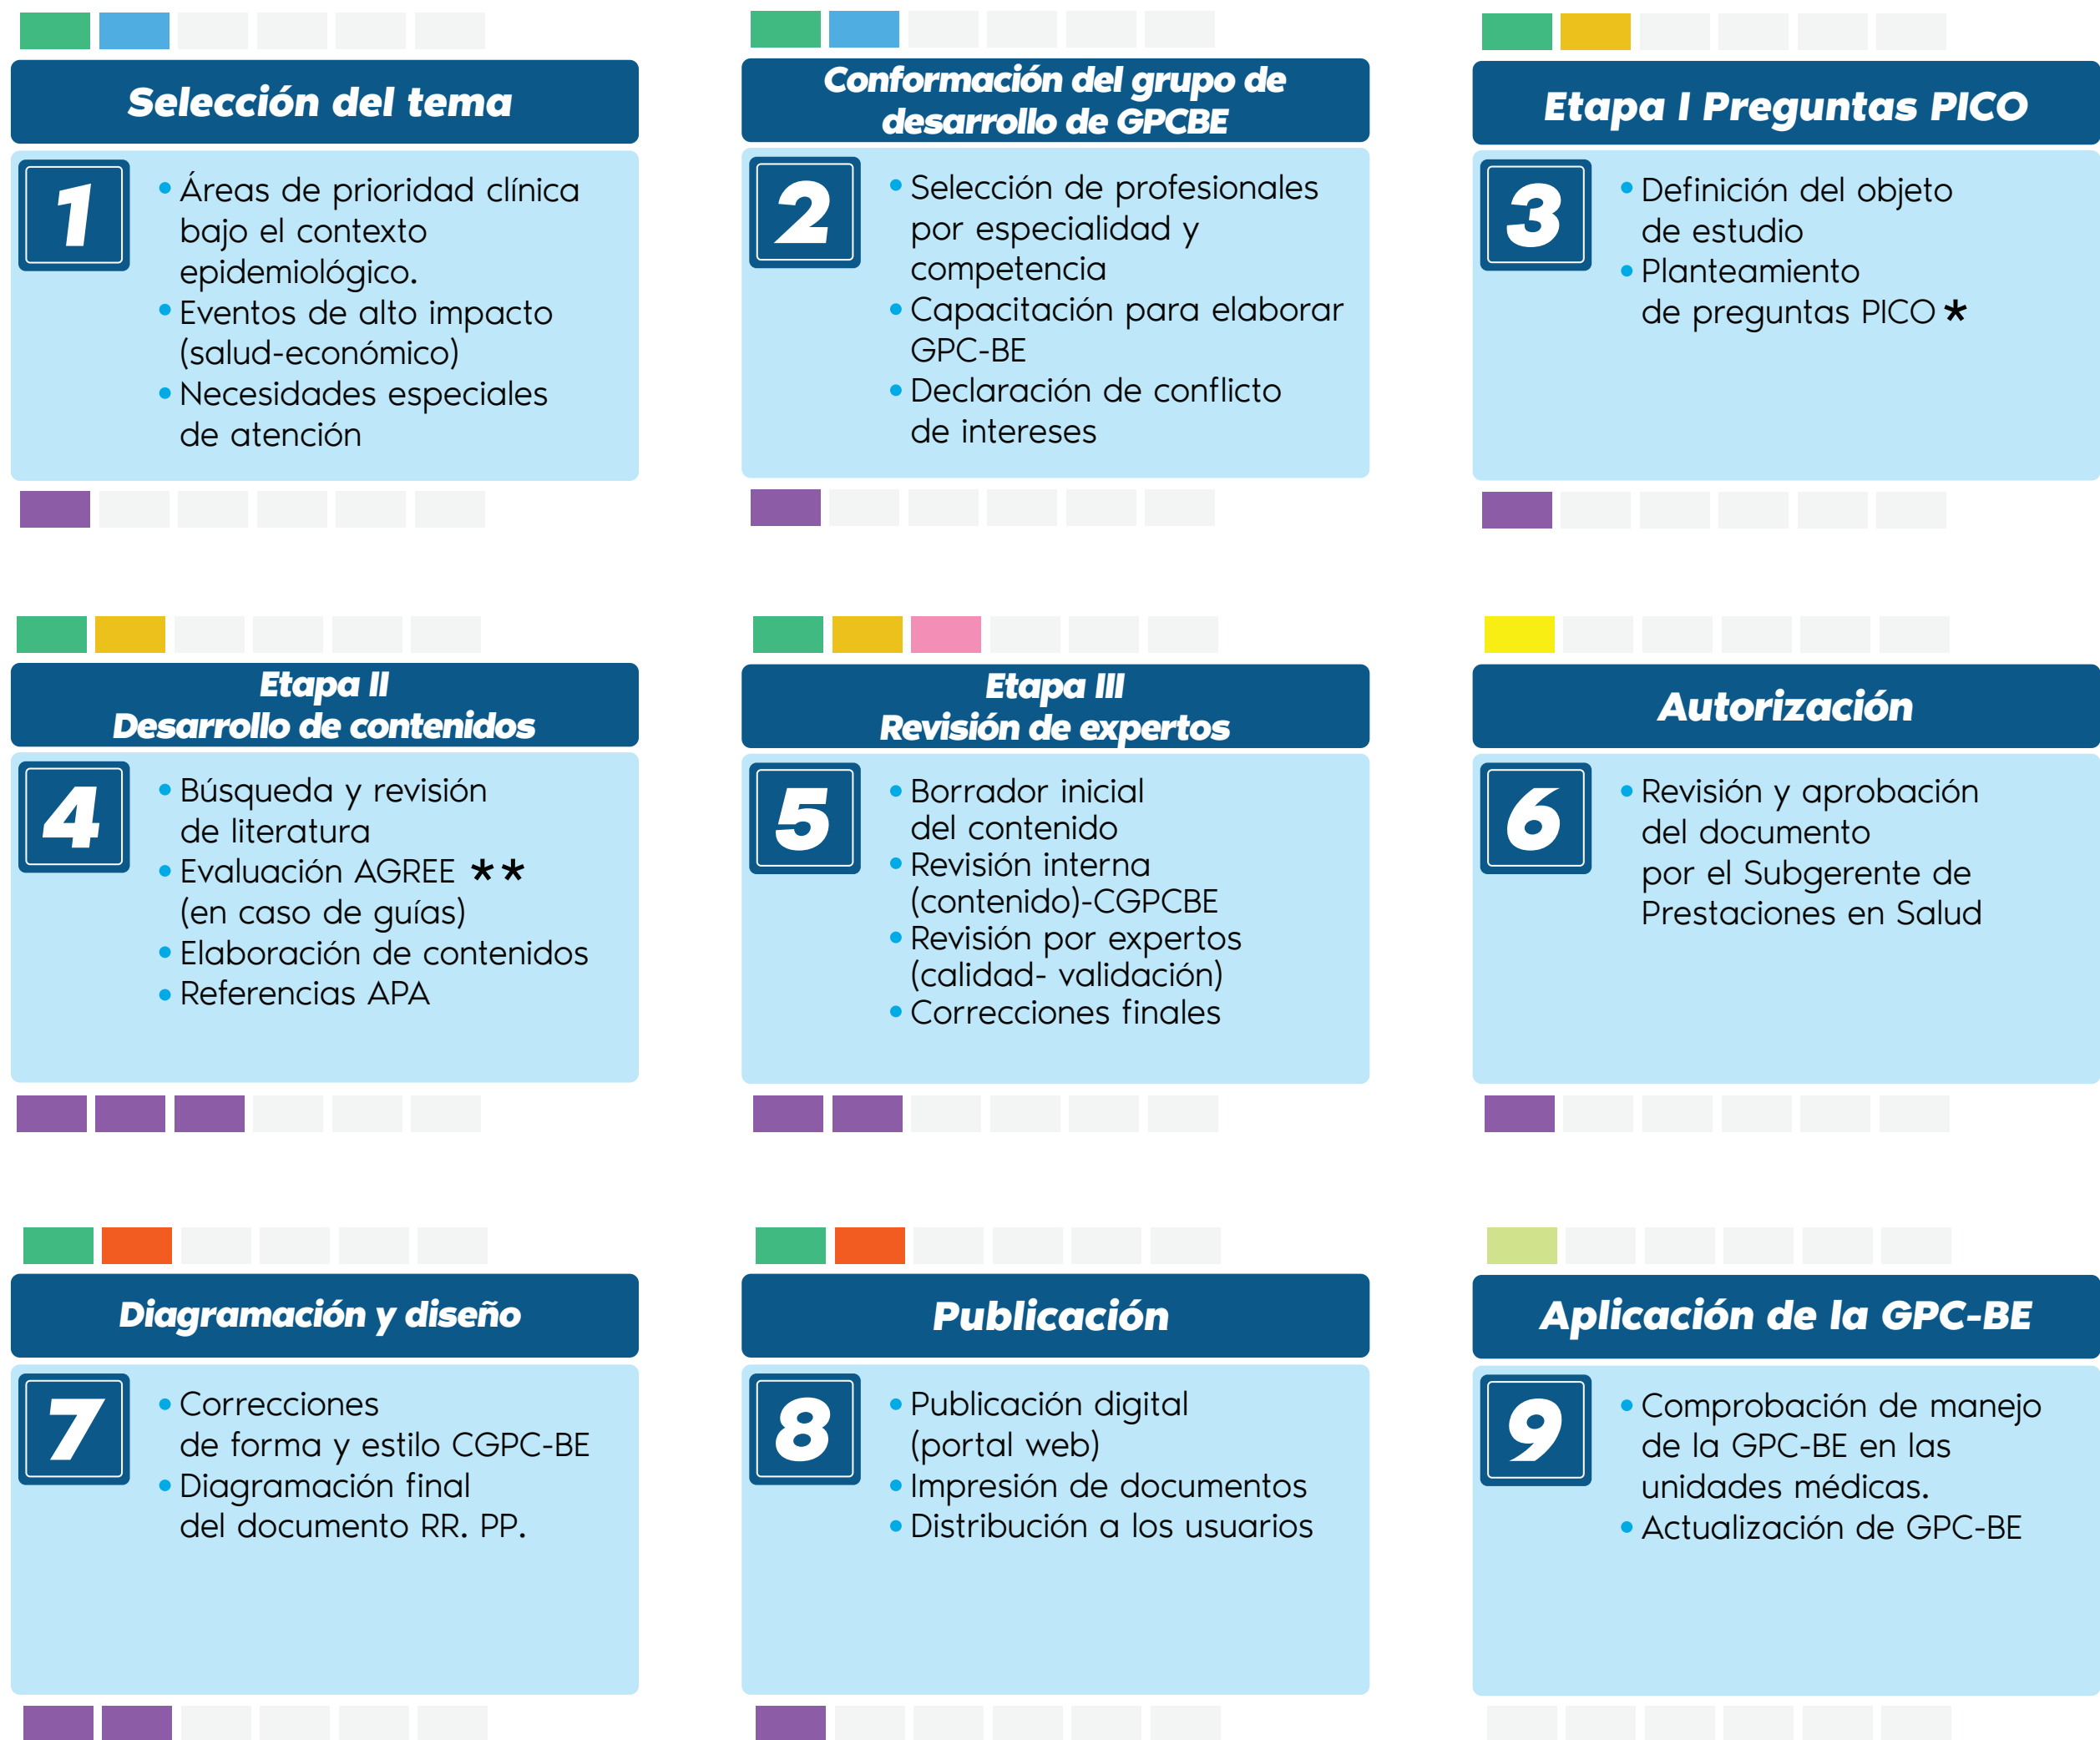 Selección del tema
1
• Áreas de prioridad clínica
bajo el contexto
epidemiológico.
• Eventos de alto impacto
(salud-económico)
• Necesidades especiales
de atención
Conformación del grupo de
desarrollo de GPCBE
2
• Selección de profesionales
por especialidad y
competencia
• Capacitación para elaborar
GPC-BE
• Declaración de conflicto
de intereses
Etapa I Preguntas PICO
3
• Definición del objeto
de estudio
• Planteamiento
de preguntas PICO *
Etapa II
Desarrollo de contenidos
4
• Búsqueda y revisión
de literatura
• Evaluación AGREE **
(en caso de guías)
• Elaboración de contenidos
• Referencias APA
Etapa III
Revisión de expertos
5
• Borrador inicial
del contenido
• Revisión interna
(contenido)-CGPCBE
• Revisión por expertos
(calidad- validación)
• Correcciones finales
Autorización
6
• Revisión y aprobación
del documento
por el Subgerente de
Prestaciones en Salud
Diagramación y diseño
7
• Correcciones
de forma y estilo CGPC-BE
• Diagramación final
del documento RR. PP.
Publicación
8
• Publicación digital
(portal web)
• Impresión de documentos
• Distribución a los usuarios
Aplicación de la GPC-BE
9
• Comprobación de manejo
de la GPC-BE en las
unidades médicas.
• Actualización de GPC-BE